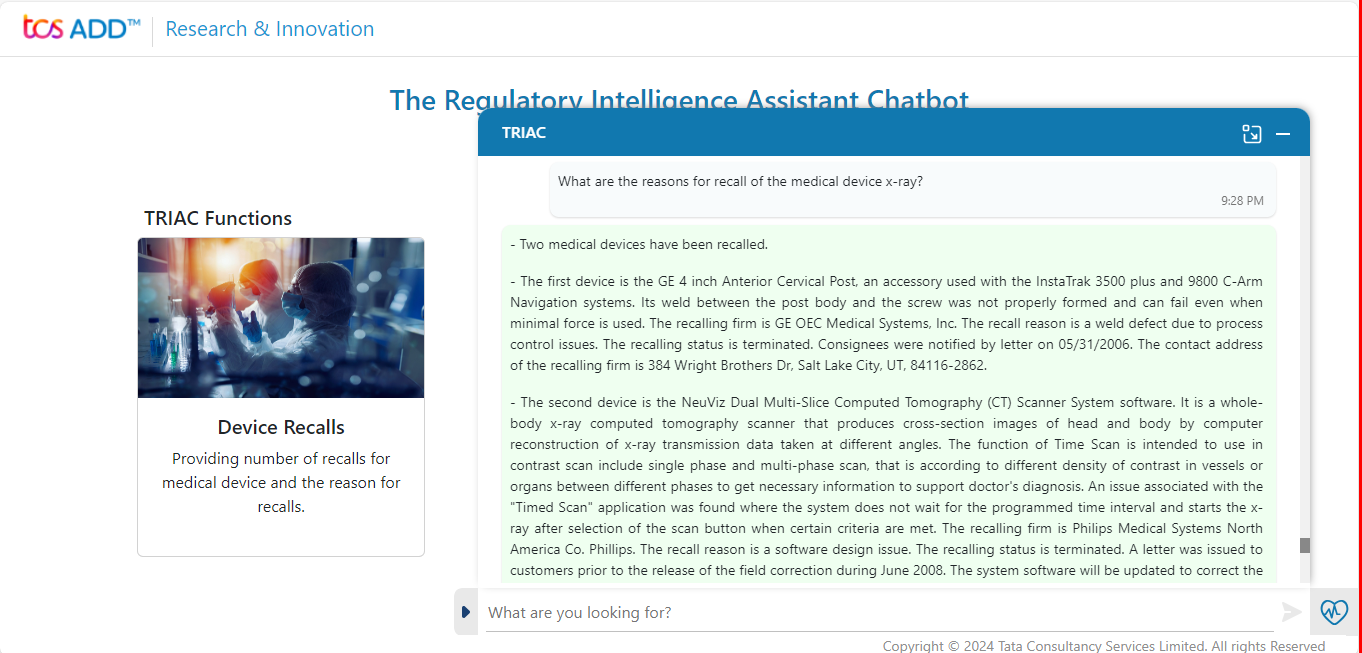 tcs ADD™ Research & Innovation
The Regulatory Intelligence Assistant Chatbot
TRIAC
What are the reasons for recall of the medical device x-ray?
9:28 PM
TRIAC Functions
Device Recalls
Providing number of recalls for
medical device and the reason for
recalls.
- Two medical devices have been recalled.
- The first device is the GE 4 inch Anterior Cervical Post, an accessory used with the InstaTrak 3500 plus and 9800 C-Arm
Navigation systems. Its weld between the post body and the screw was not properly formed and can fail even when
minimal force is used. The recalling firm is GE OEC Medical Systems, Inc. The recall reason is a weld defect due to process
control issues. The recalling status is terminated. Consignees were notified by letter on 05/31/2006. The contact address
of the recalling firm is 384 Wright Brothers Dr, Salt Lake City, UT, 84116-2862.
- The second device is the NeuViz Dual Multi-Slice Computed Tomography (CT) Scanner System software. It is a whole-
body x-ray computed tomography scanner that produces cross-section images of head and body by computer
reconstruction of x-ray transmission data taken at different angles. The function of Time Scan is intended to use in
contrast scan include single phase and multi-phase scan, that is according to different density of contrast in vessels or
organs between different phases to get necessary information to support doctor's diagnosis. An issue associated with the
"Timed Scan" application was found where the system does not wait for the programmed time interval and starts the x-
ray after selection of the scan button when certain criteria are met. The recalling firm is Philips Medical Systems North
America Co. Phillips. The recall reason is a software design issue. The recalling status is terminated. A letter was issued to
customers prior to the release of the field correction during June 2008. The system software will be updated to correct the
What are you looking for?
Copyright © 2024 Tata Consultancy Services Limited. All rights Reserved